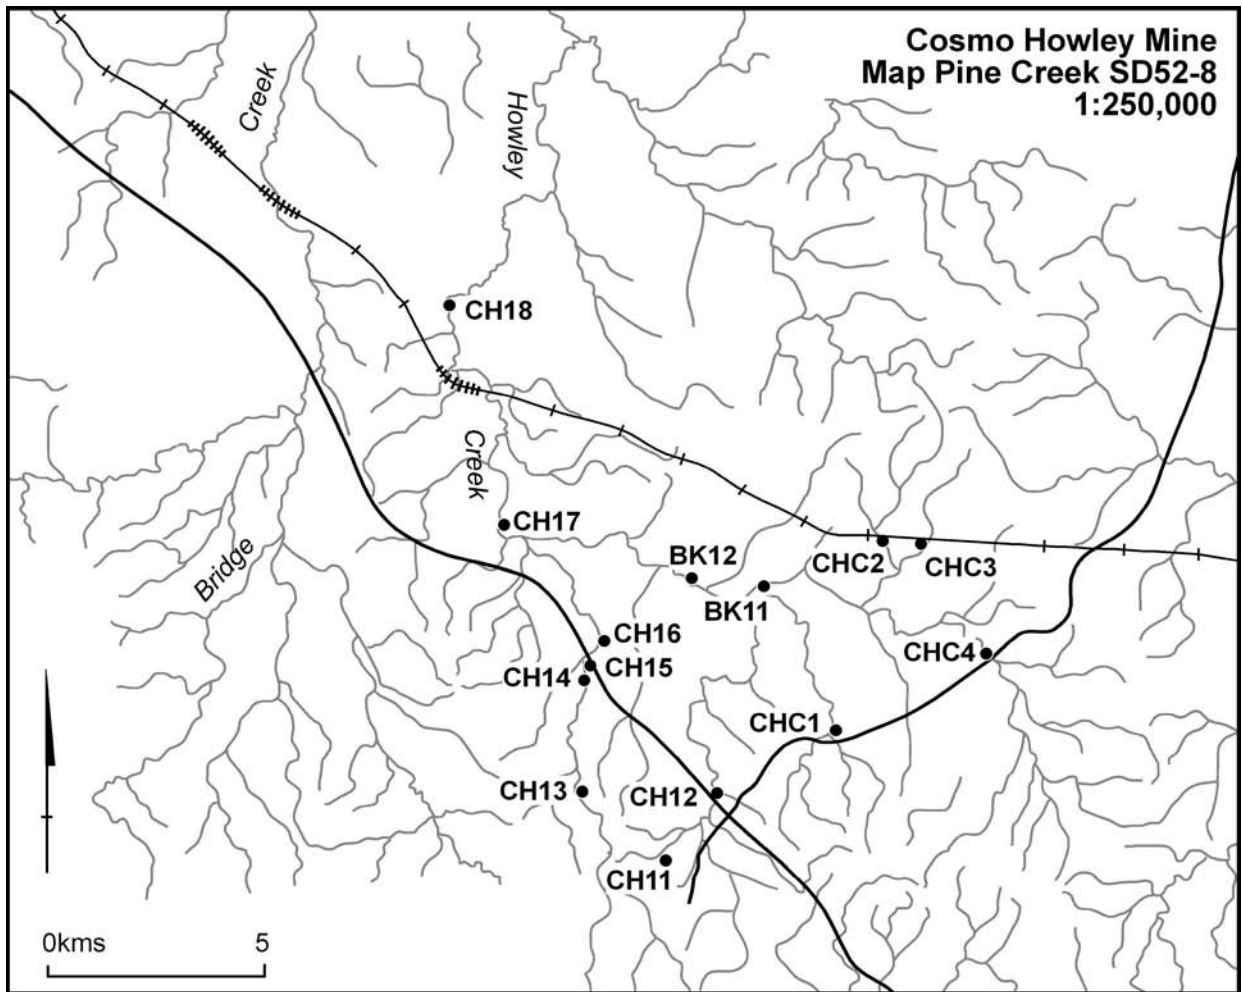 Cosmo Howley Mine
Map Pine Creek SD52-8
1:250,000
Creek
Howley
CH18
Creek
CH17
BK12
CHC2
CHC3
Bridge
BK11
CH16
CH15
CH14
CHC4
CHC1
CH13
CH12
CH11
0kms 5